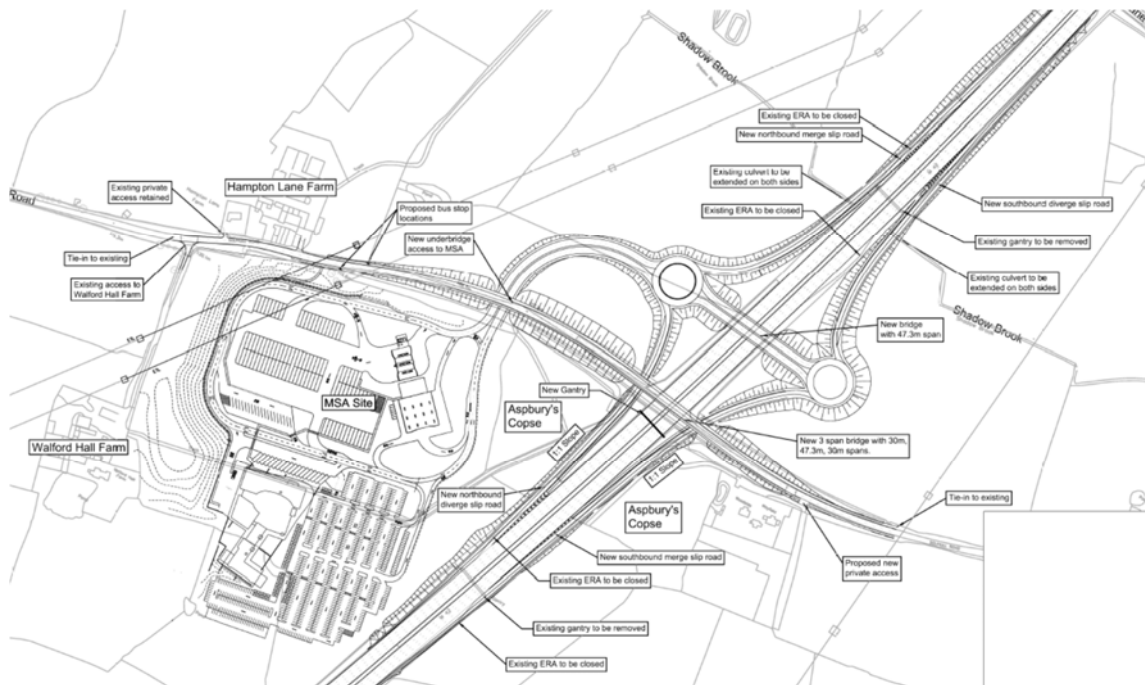 Shadow Brook
Existing ERA to be closed
New northbound merge slip road
Existing culvert to be
extended on both sides
Existing ERA to be closed
New southbound diverge slip road
Existing gantry to be removed
Existing culvert to be
extended on both sides
Shadow Brook
New bridge
with 47.3m span
Road
Existing private
access retained
Hampton Lane Farm
Proposed bus stop
locations
New underbridge
access to MSA
Tie-in to existing
Existing access to
Walford Hall Farm
MSA Site
Walford Hall Farm
New Gantry
Aspbury's
Copse
1:1 Slope
New 3 span bridge with 30m,
47.3m, 30m spans.
1:1 Slope
Aspbury's
Copse
New northbound
diverge slip road
Tie-in to existing
Proposed new
private access
New southbound merge slip road
Existing ERA to be closed
Existing gantry to be removed
Existing ERA to be closed